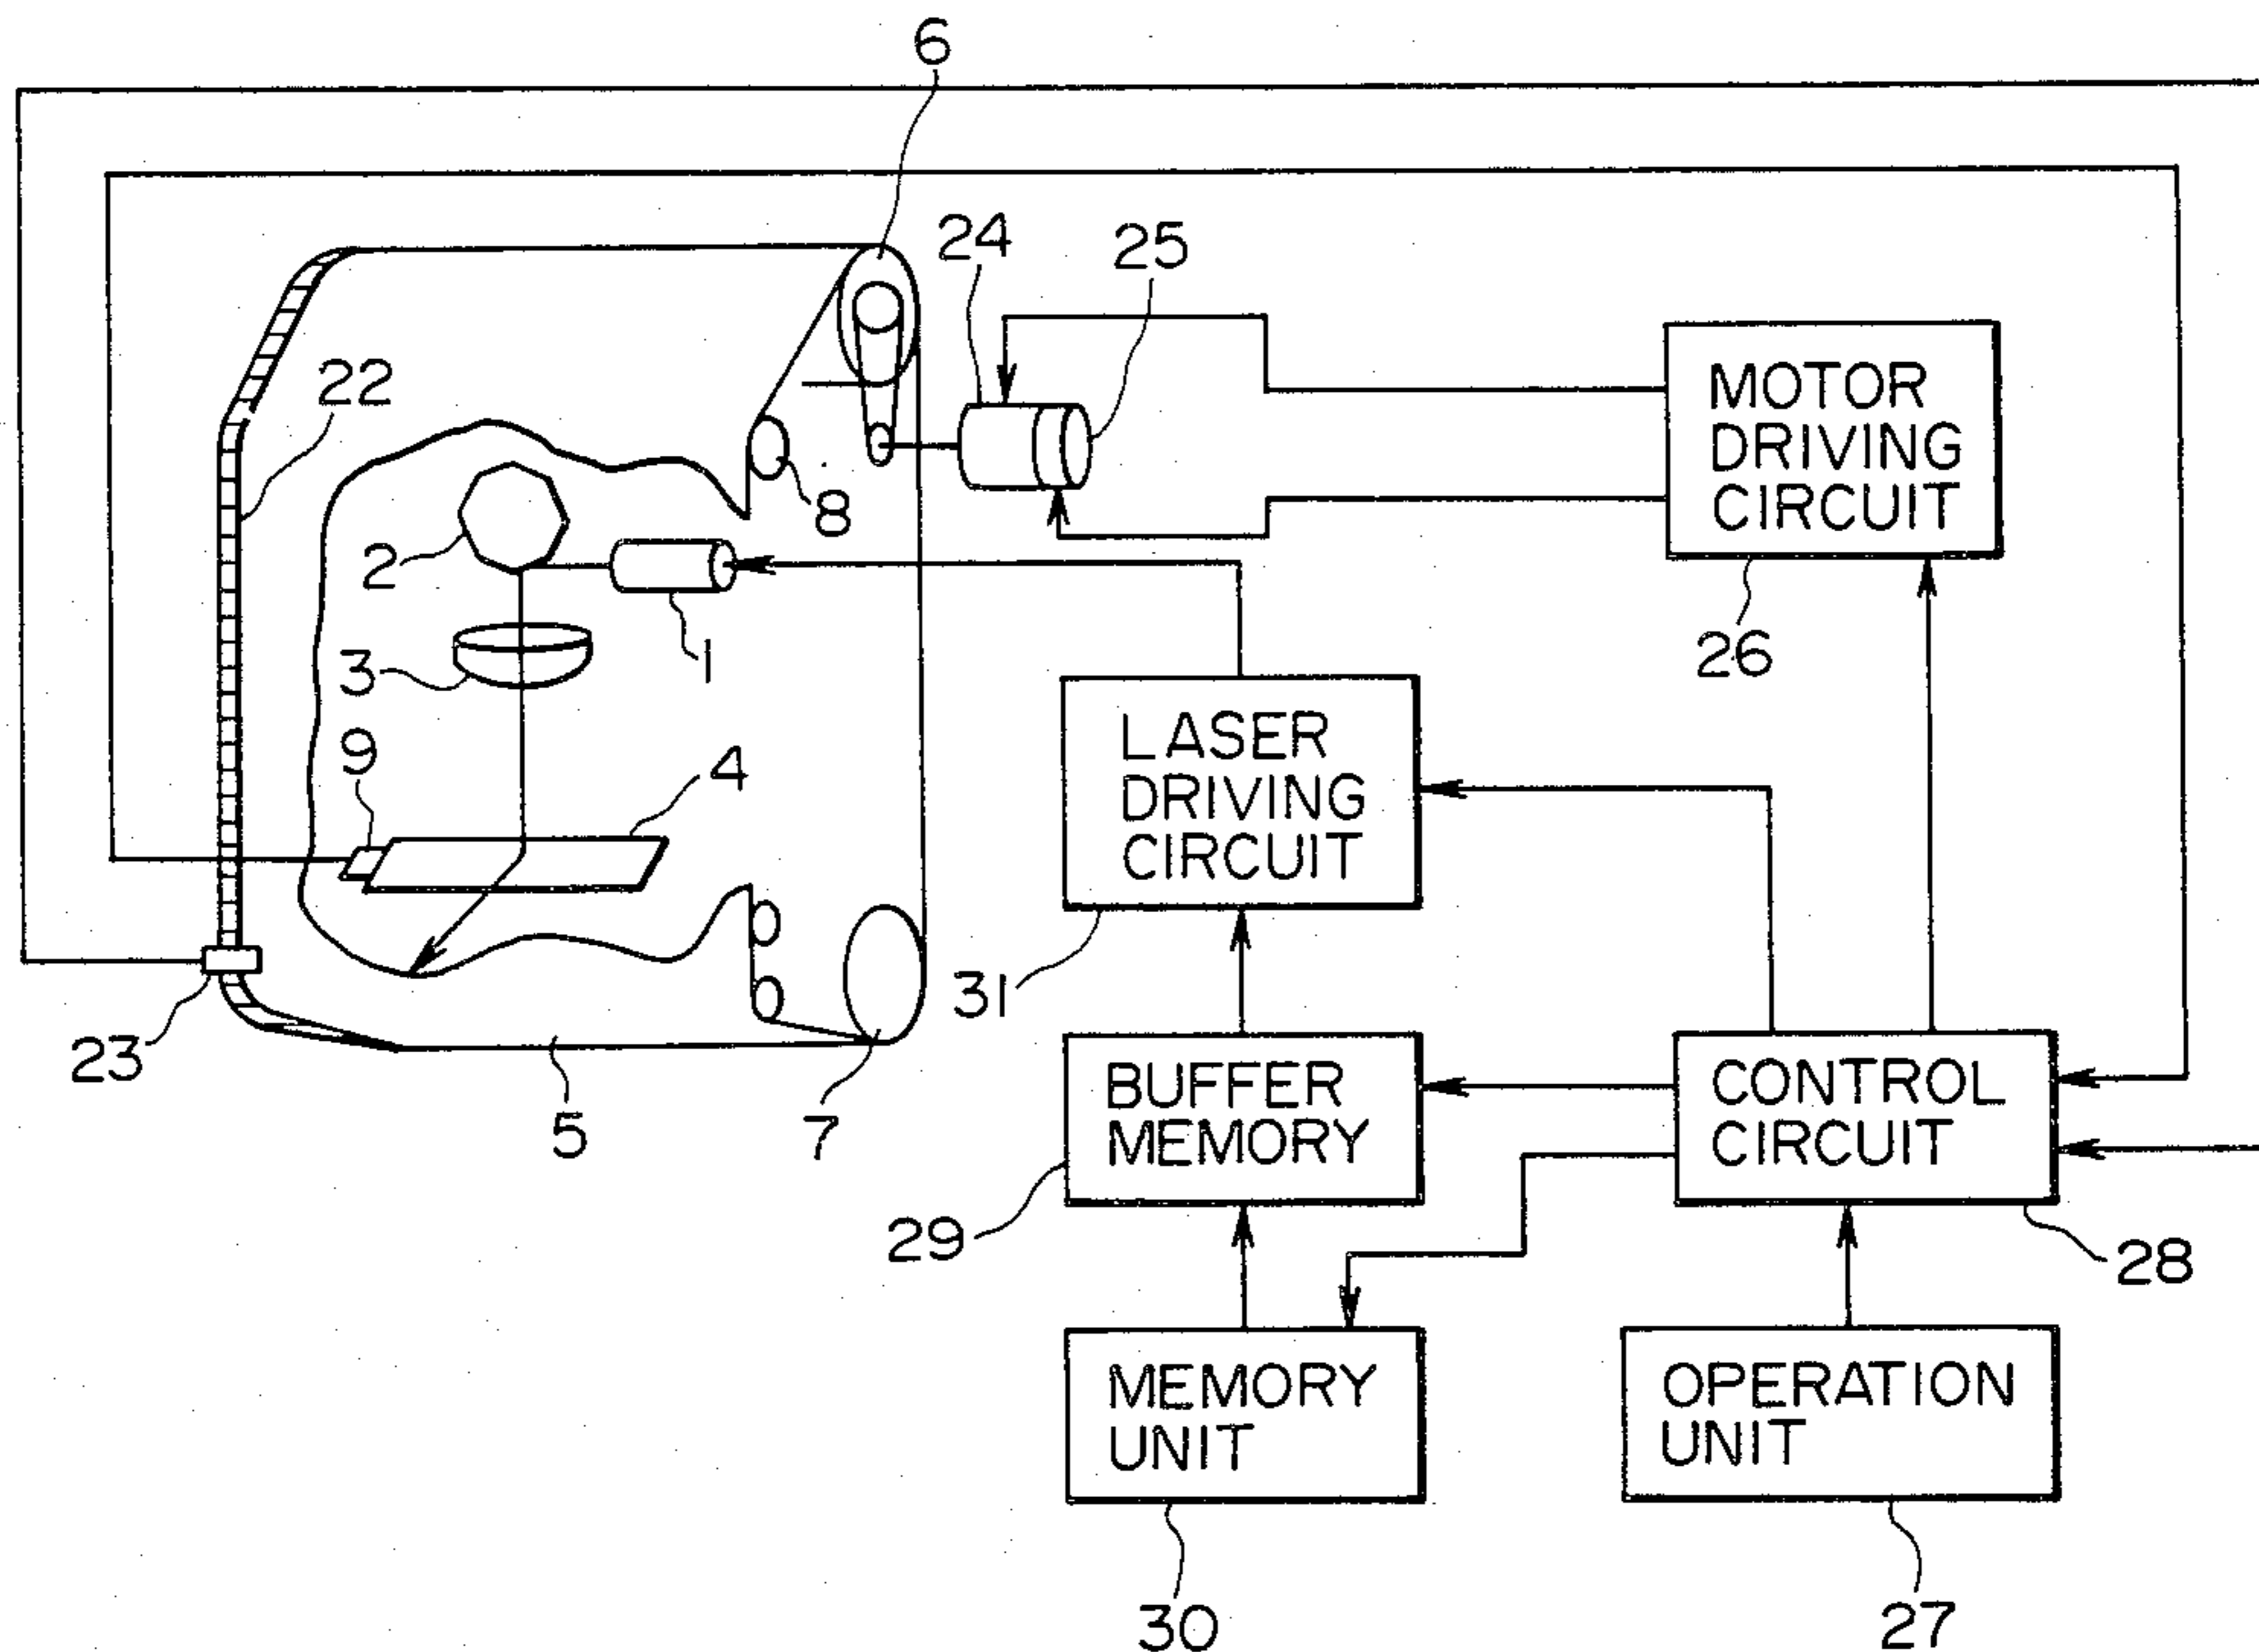 6
24
25
22
MOTOR
DRIVING
CIRCUIT
8
2
26
1
3
LASER
DRIVING
CIRCUIT
9
4
31
23
5
7
BUFFER
MEMORY
CONTROL
CIRCUIT
29
28
MEMORY
UNIT
OPERATION
UNIT
30
27